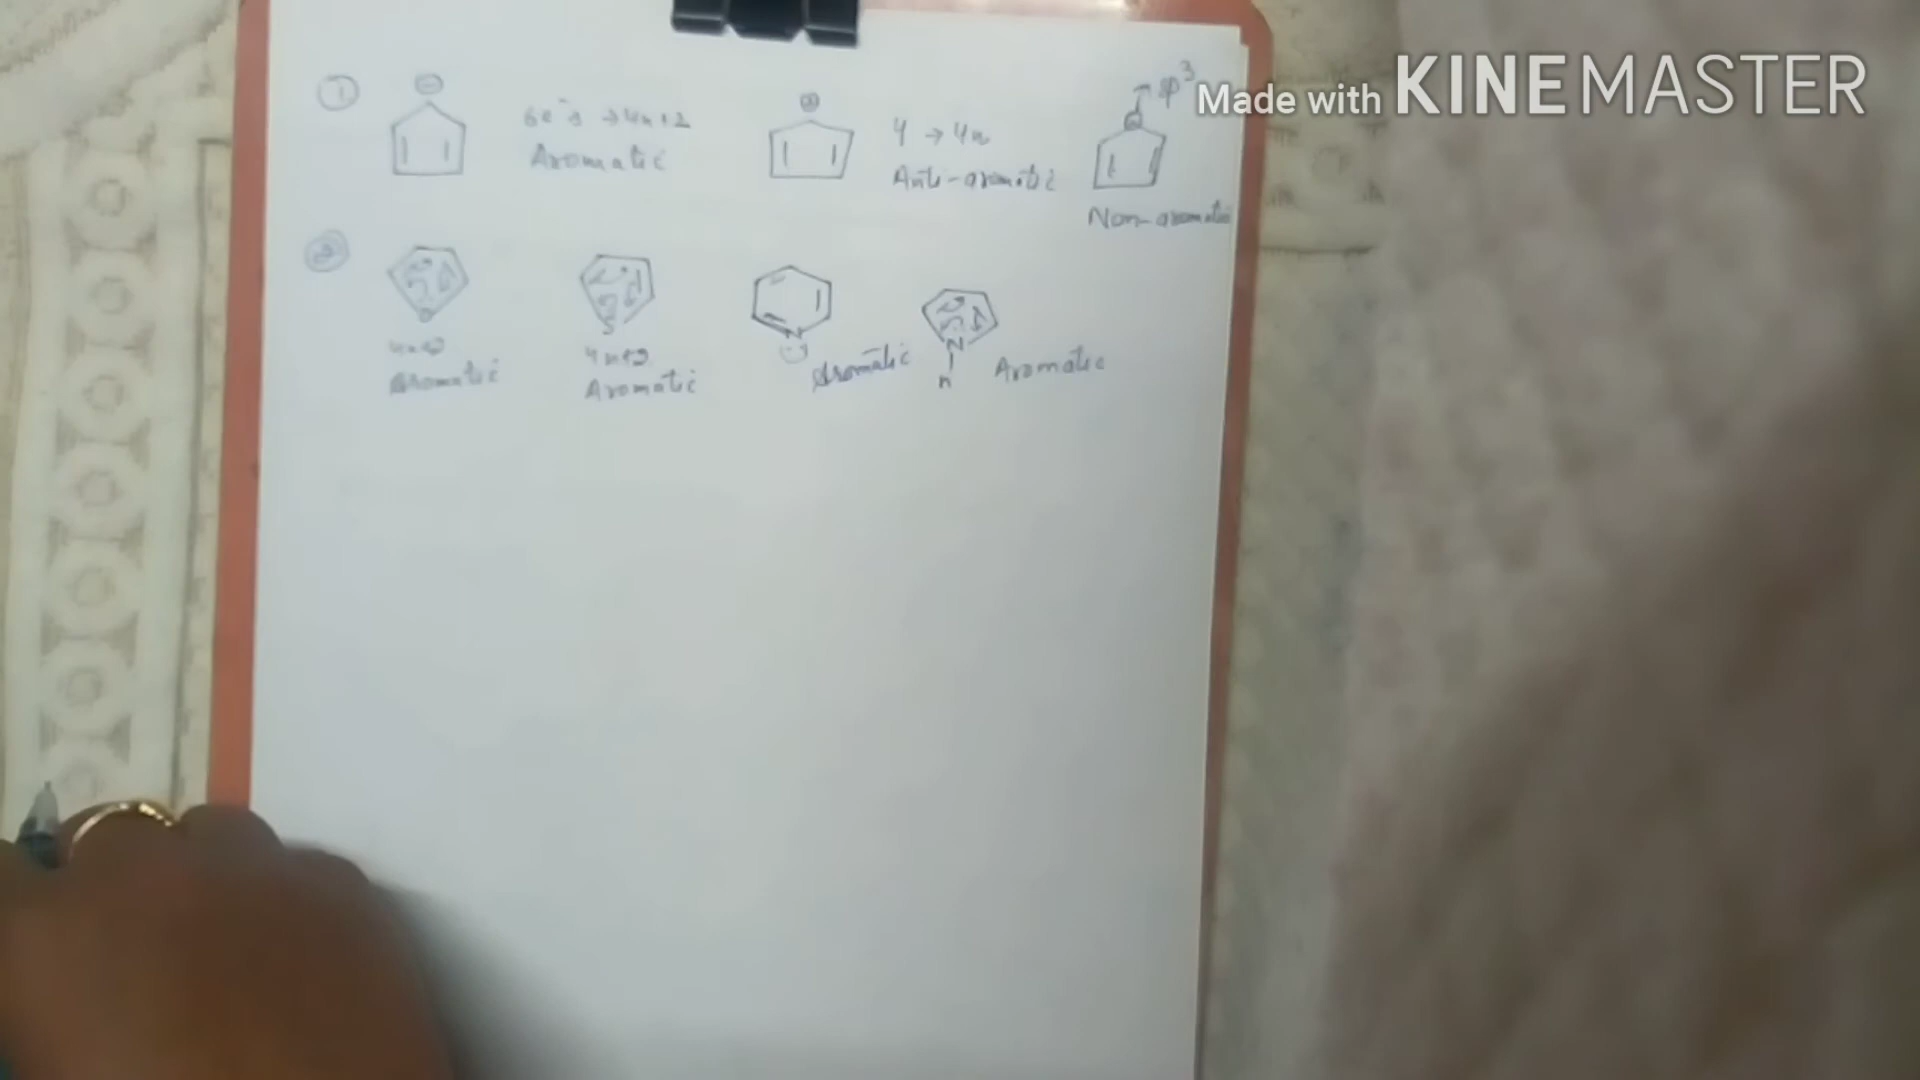 Made with KINEMASTER
① ⊖ 6e⁻s → 4n+2 ⊕ 4 → 4n → sp³
Aromatic Anti-aromatic
Non-aromatic
②
S N N
4n+2 4n+2 H
Aromatic Aromatic Aromatic Aromatic